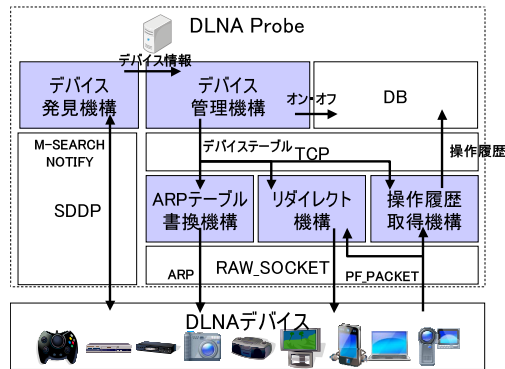 DLNA Probe
デバイス情報
デバイス
発見機構
デバイス
管理機構
オン・オフ
DB
M-SEARCH
NOTIFY
デバイステーブル
TCP
操作履歴
SDDP
ARPテーブル
書換機構
リダイレクト
機構
操作履歴
取得機構
ARP
RAW_SOCKET
PF_PACKET
DLNAデバイス